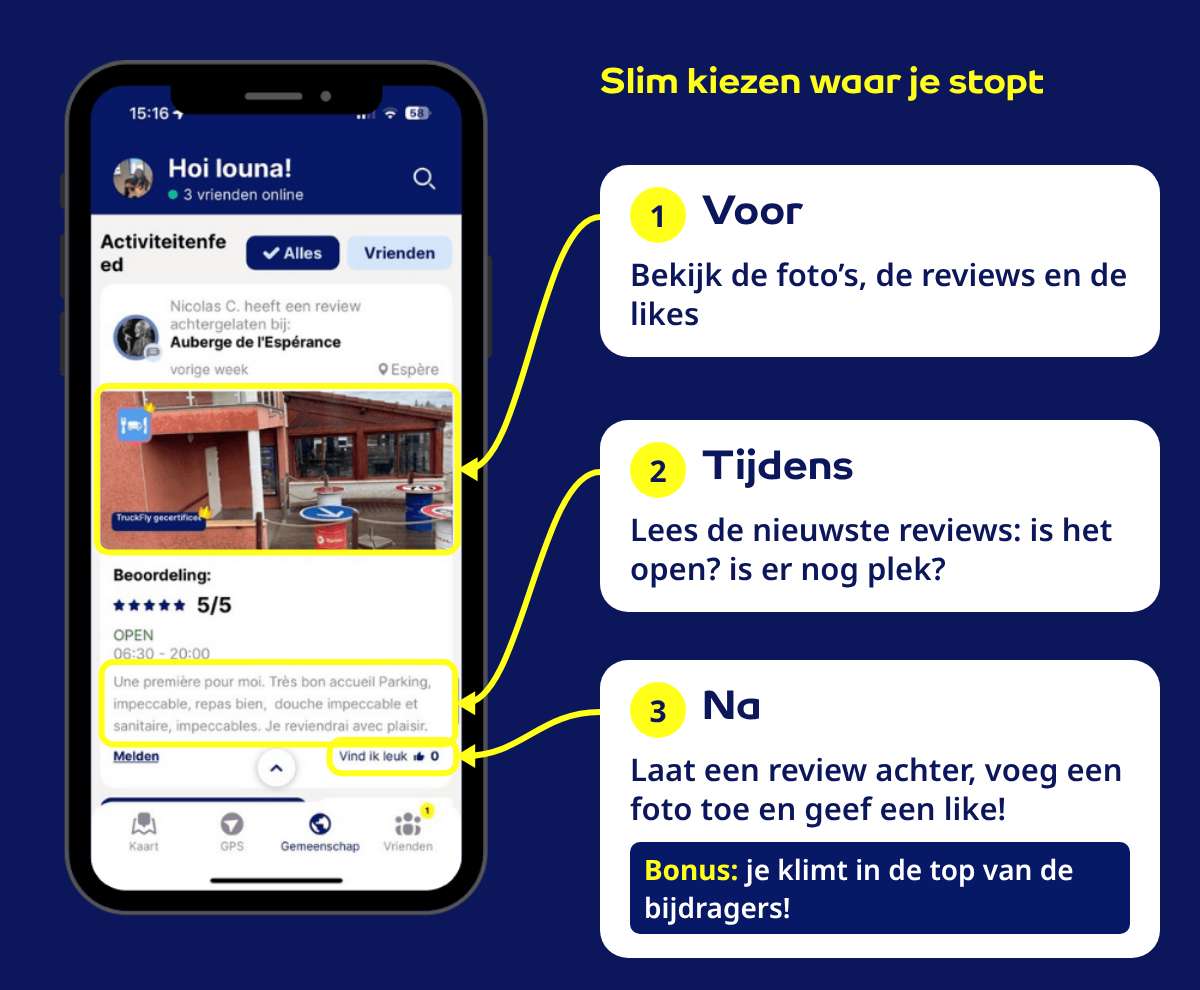 Slim kiezen waar je stopt
15:16
58
Hoi louna!
3 vrienden online
Activiteitenfe
ed
Alles
Vrienden
Nicolas C. heeft een review
achtergelaten bij:
Auberge de l'Espérance
vorige week
Espère
TruckFly gecertificeer
Beoordeling:
5/5
OPEN
06:30 - 20:00
Une première pour moi. Très bon accueil Parking,
impeccable, repas bien, douche impeccable et
sanitaire, impeccables. Je reviendrai avec plaisir.
Melden
Vind ik leuk 0
Kaart
GPS
Gemeenschap
Vrienden
1
1 Voor
Bekijk de foto’s, de reviews en de
likes
2 Tijdens
Lees de nieuwste reviews: is het
open? is er nog plek?
3 Na
Laat een review achter, voeg een
foto toe en geef een like!
Bonus: je klimt in de top van de
bijdragers!